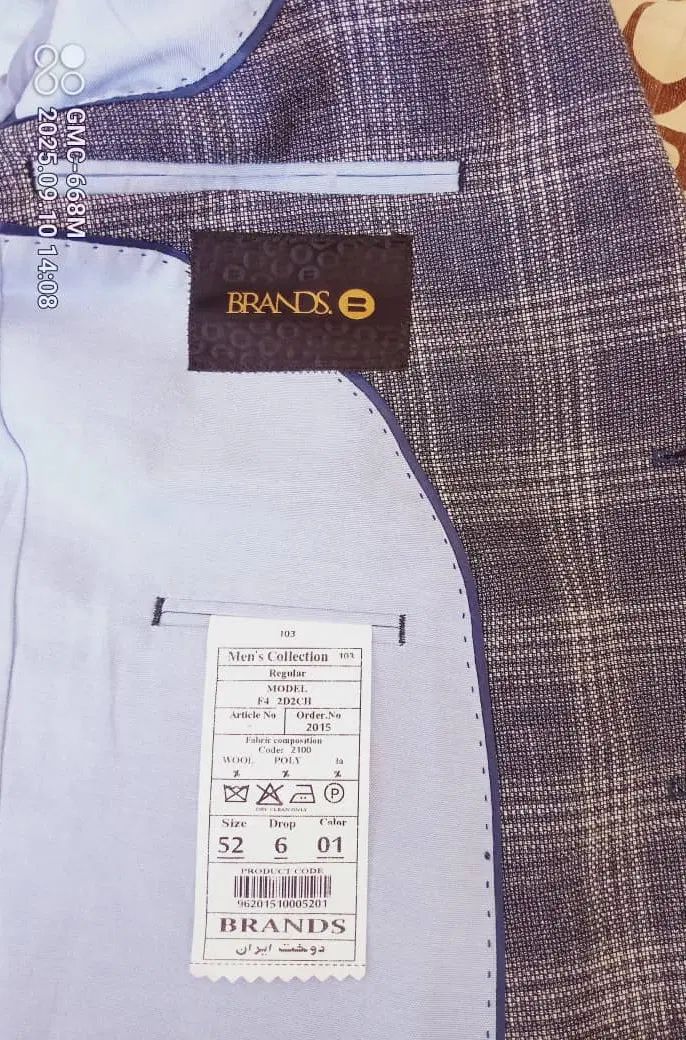 GMC-668M
2025.09.10 14:08
BRANDS. B
103
Men's Collection 103
Regular
MODEL
F4 2D2CH
Article No Order.No
2015
Fabric composition
Code: 2100
WOOL POLY la
% % %
P
DRY CLEAN ONLY
Size Drop Color
52 6 01
PRODUCT CODE
96201510005201
BRANDS
دوخت ایران